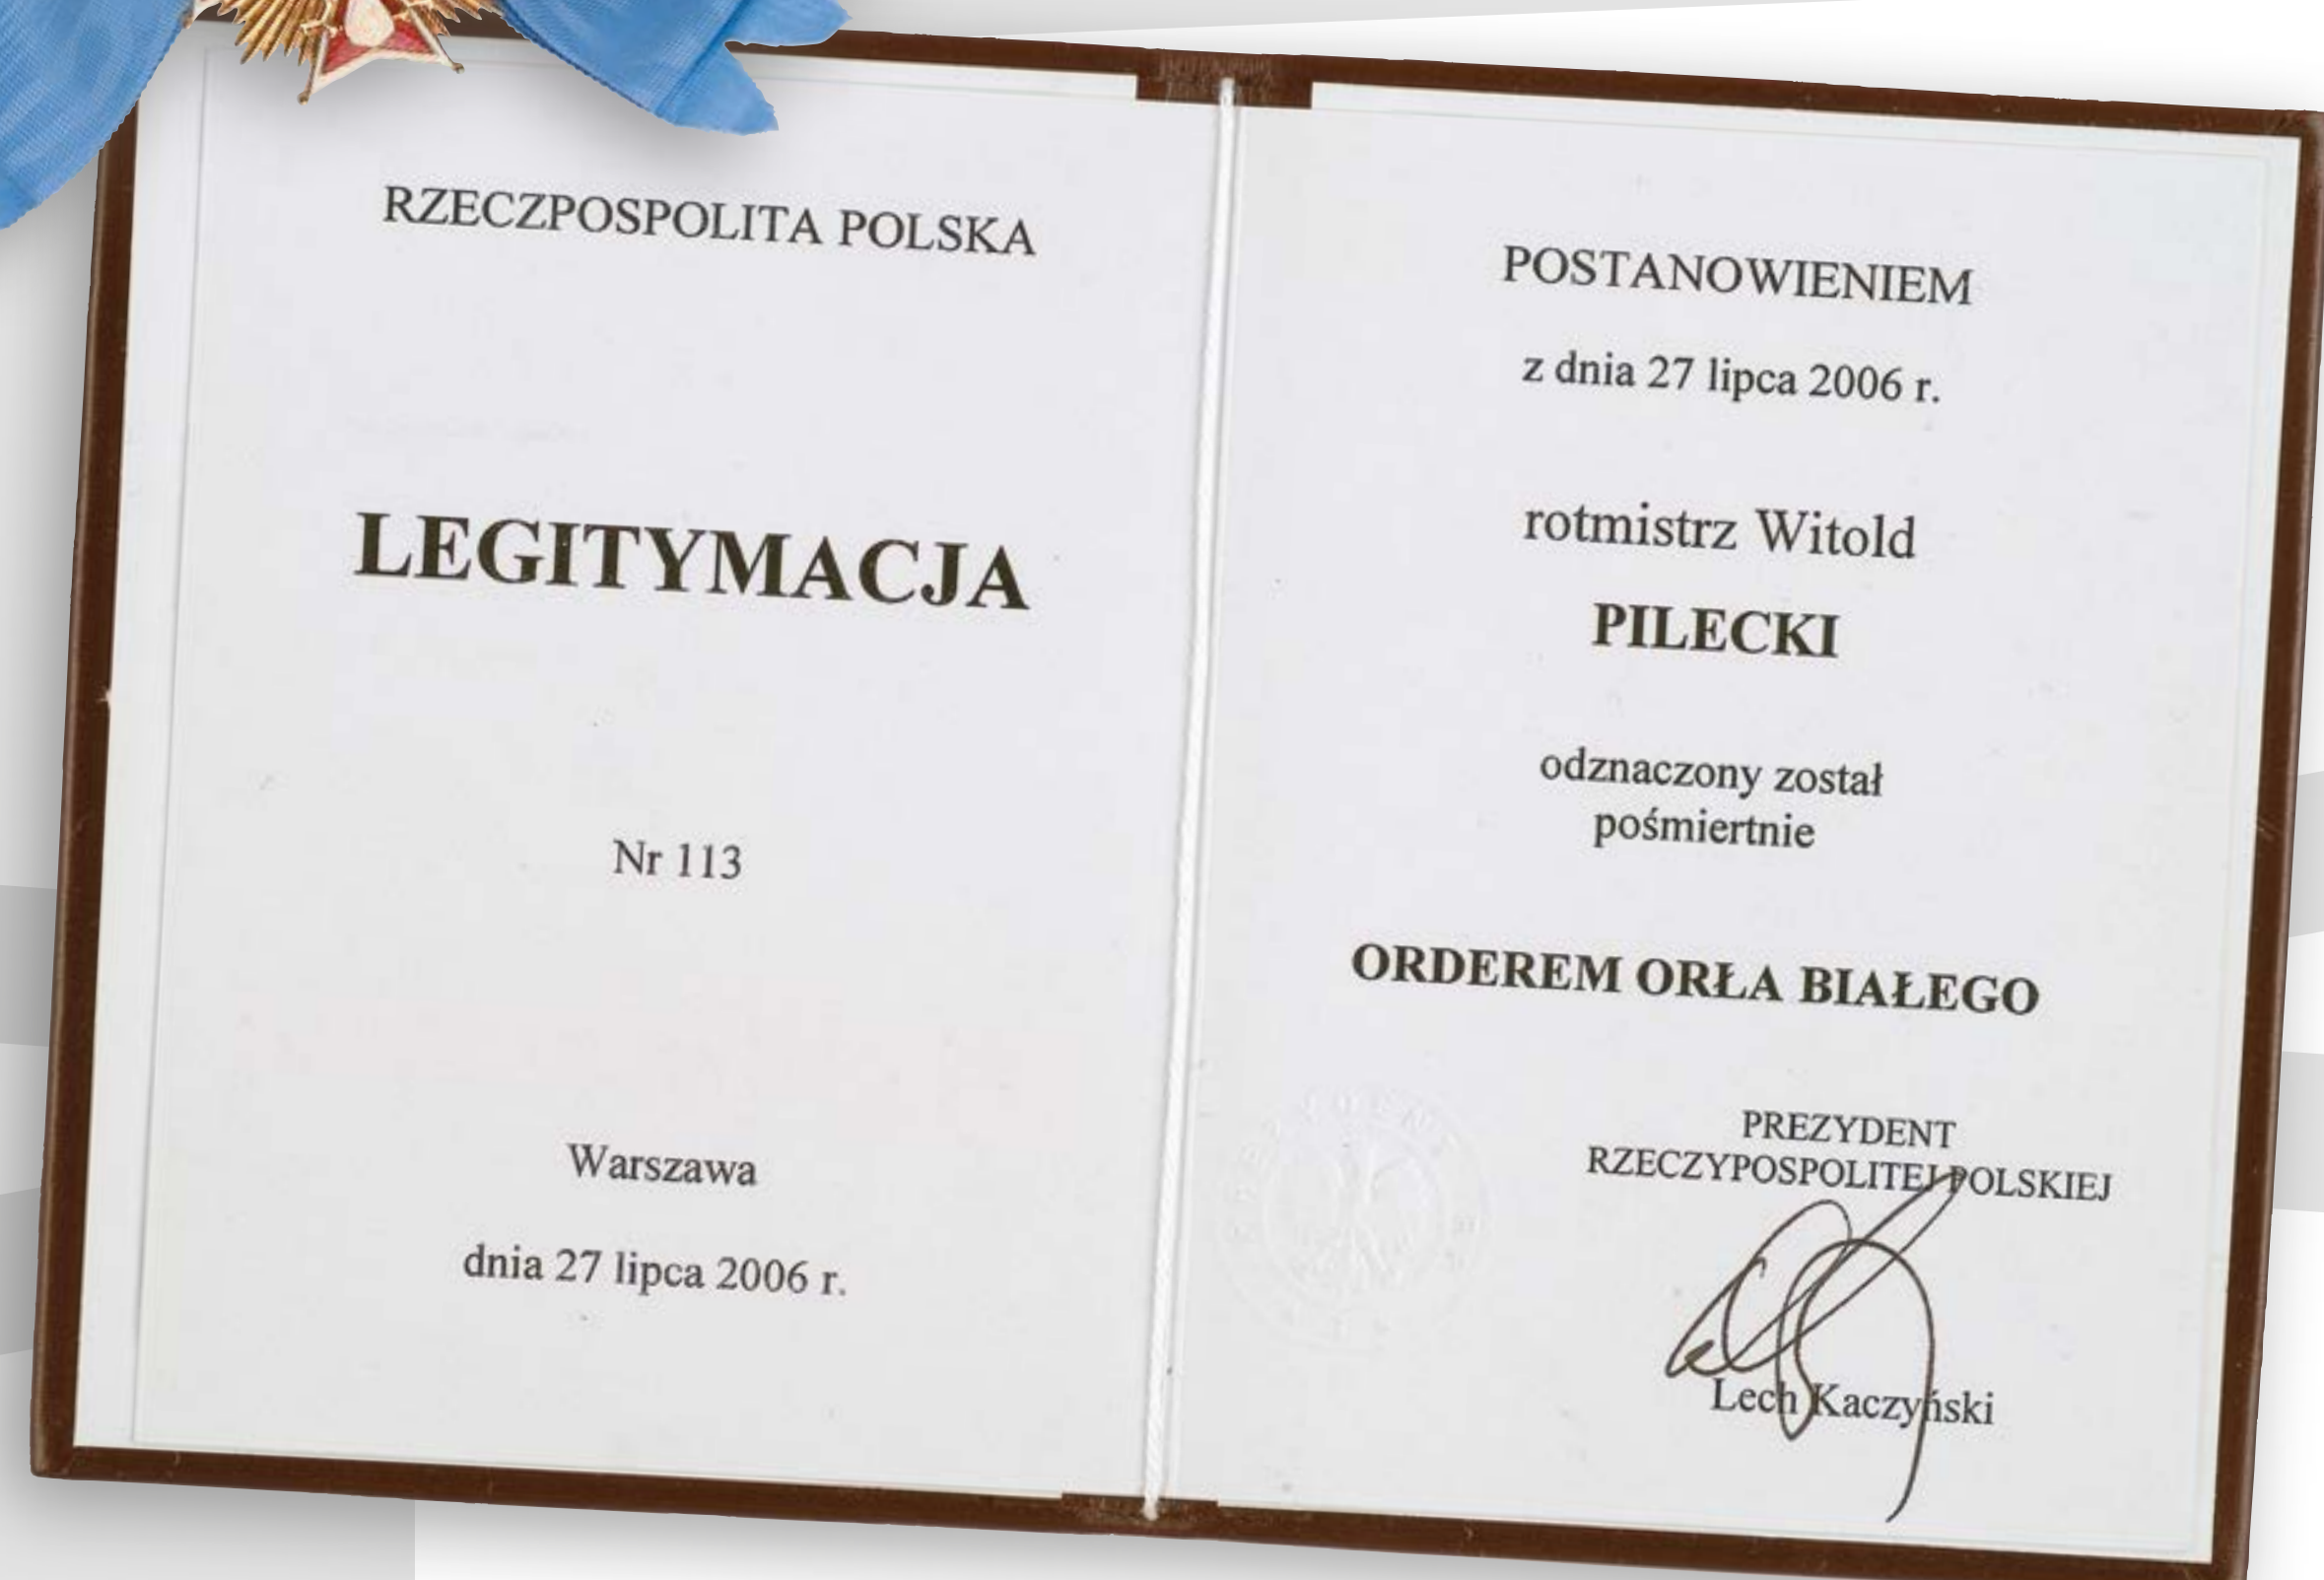 RZECZPOSPOLITA POLSKA
LEGITYMACJA
Nr 113
Warszawa
dnia 27 lipca 2006 r.
POSTANOWIENIEM
z dnia 27 lipca 2006 r.
rotmistrz Witold
PILECKI
odznaczony został
pośmiertnie
ORDEREM ORŁA BIAŁEGO
PREZYDENT
RZECZYPOSPOLITEJ POLSKIEJ
Lech Kaczyński